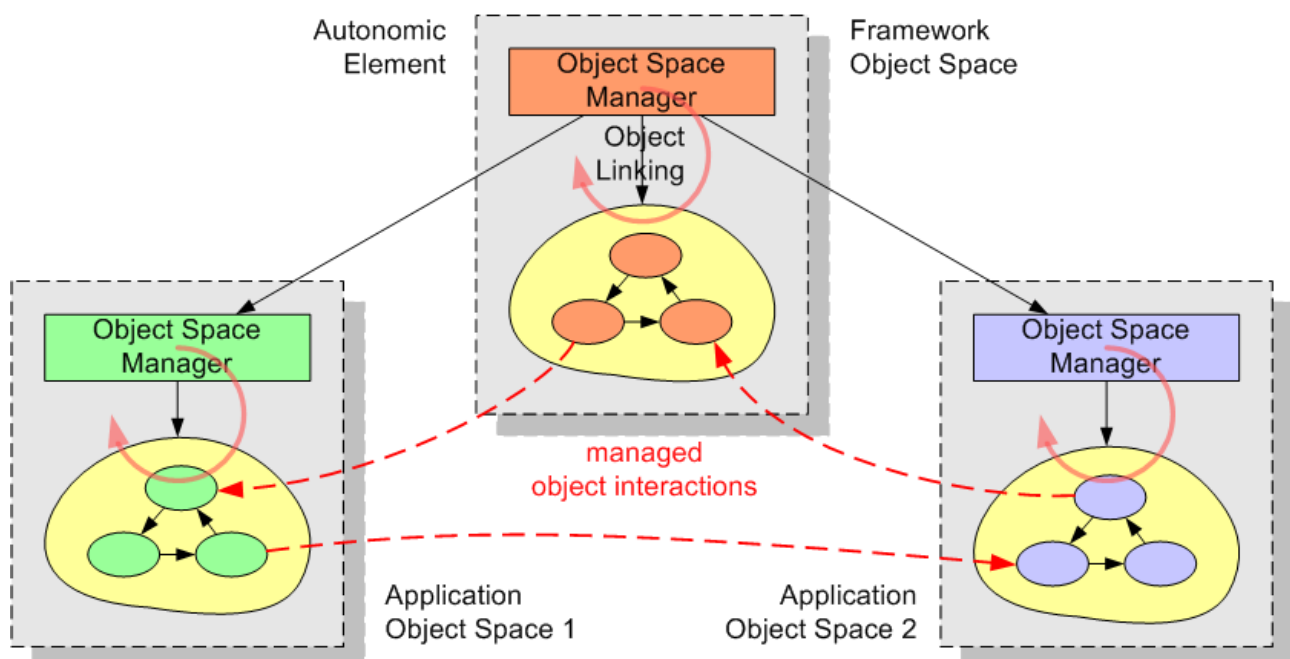 Autonomic
Element
Framework
Object Space
Object Space
Manager
Object
Linking
Object Space
Manager
Object Space
Manager
managed
object interactions
Application
Object Space 1
Application
Object Space 2